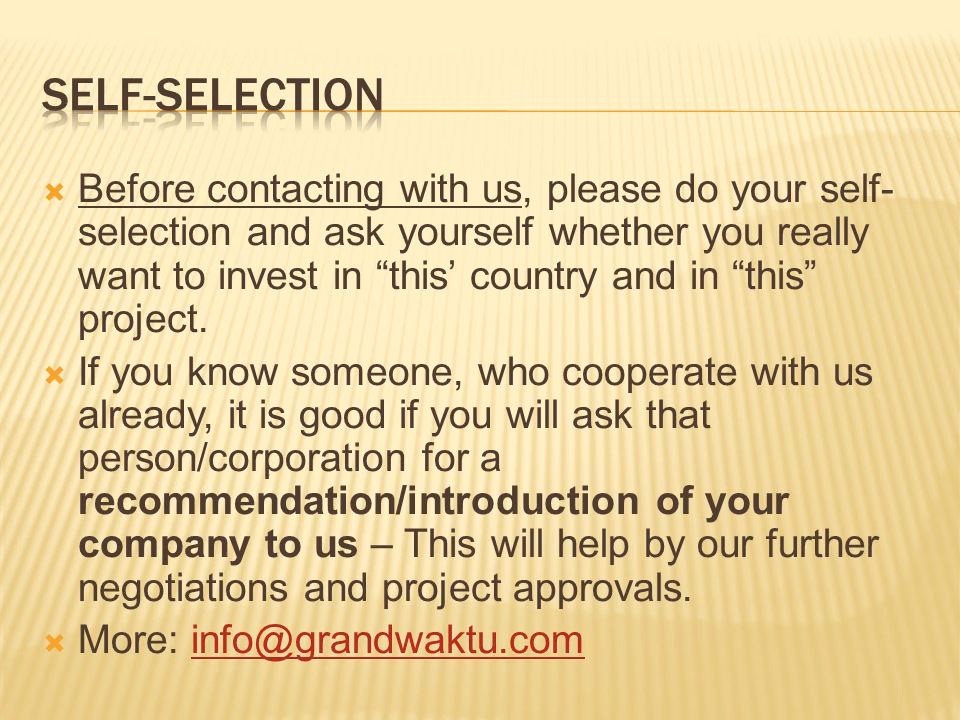 SELF-SELECTION
Before contacting with us, please do your self-
selection and ask yourself whether you really
want to invest in “this’ country and in “this”
project.
If you know someone, who cooperate with us
already, it is good if you will ask that
person/corporation for a
recommendation/introduction of your
company to us – This will help by our further
negotiations and project approvals.
More: info@grandwaktu.com